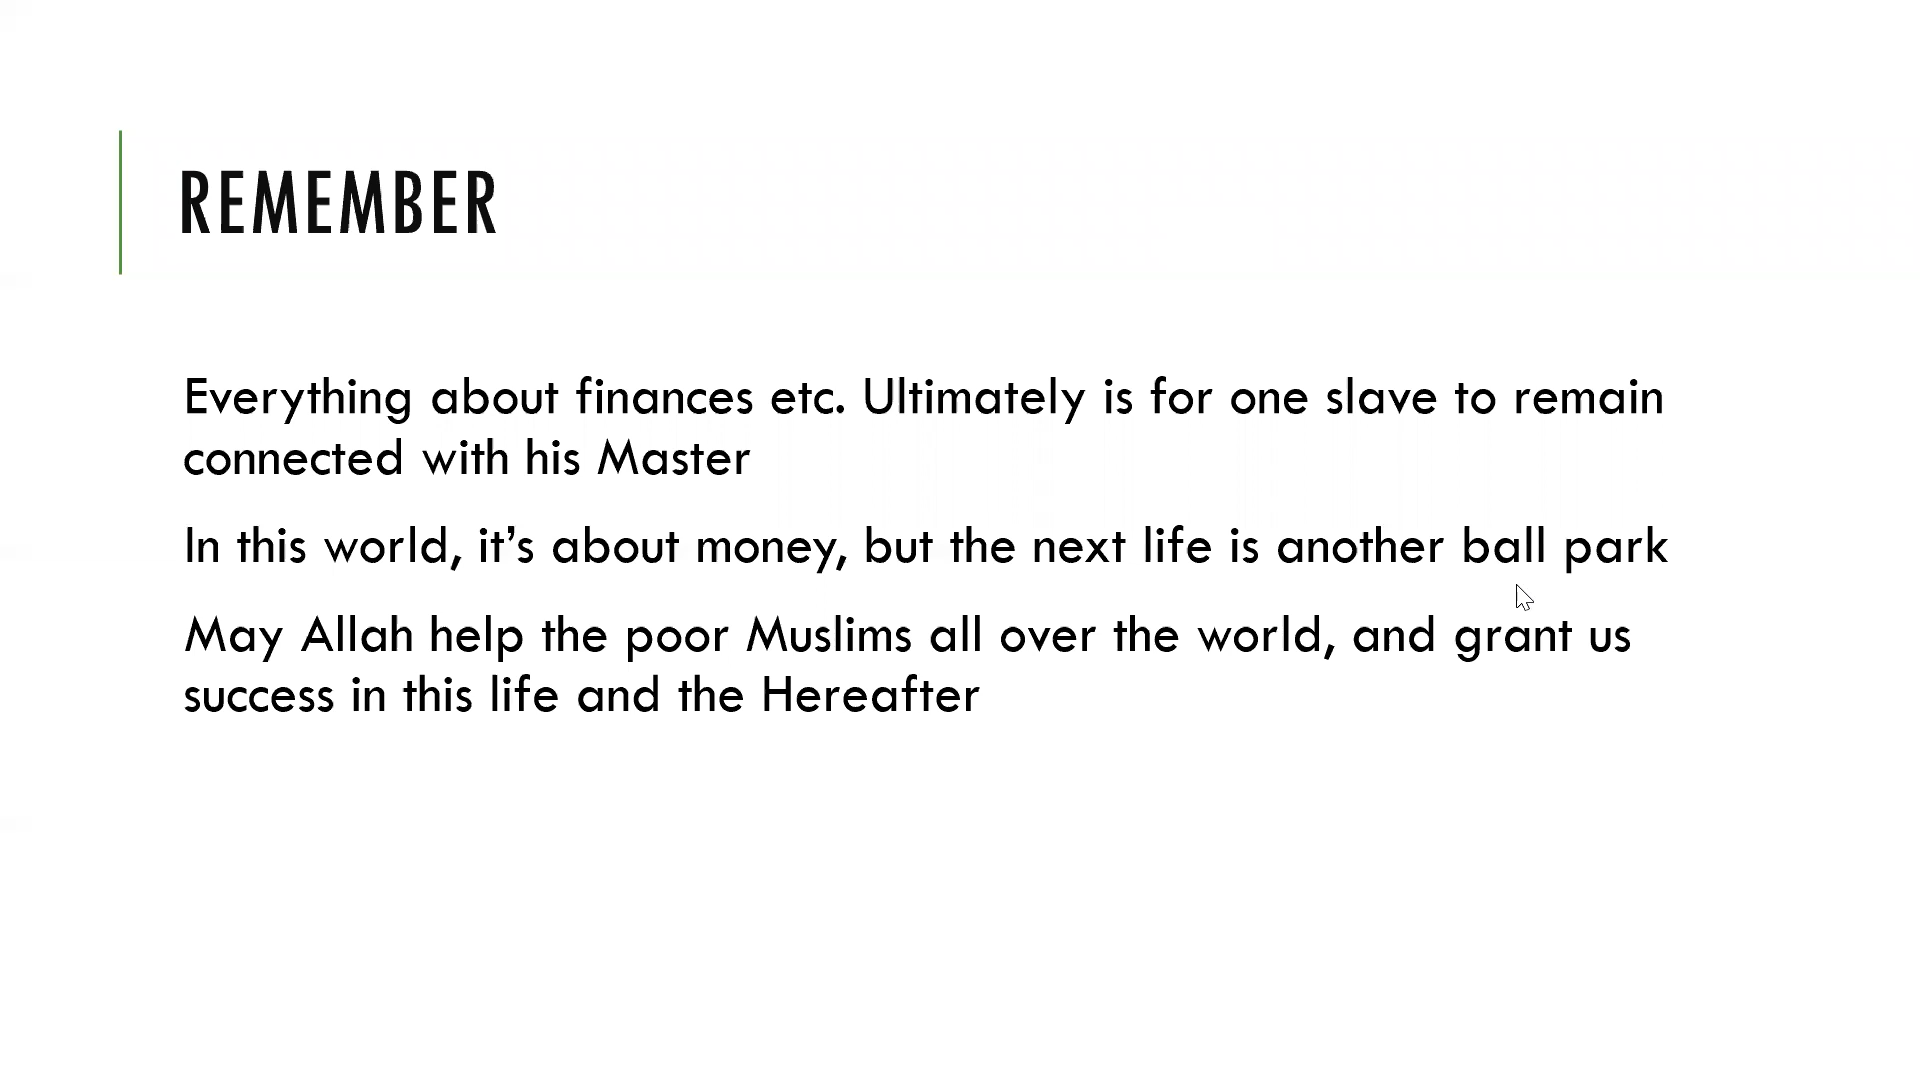 REMEMBER
Everything about finances etc. Ultimately is for one slave to remain
connected with his Master
In this world, it’s about money, but the next life is another ball park
May Allah help the poor Muslims all over the world, and grant us
success in this life and the Hereafter